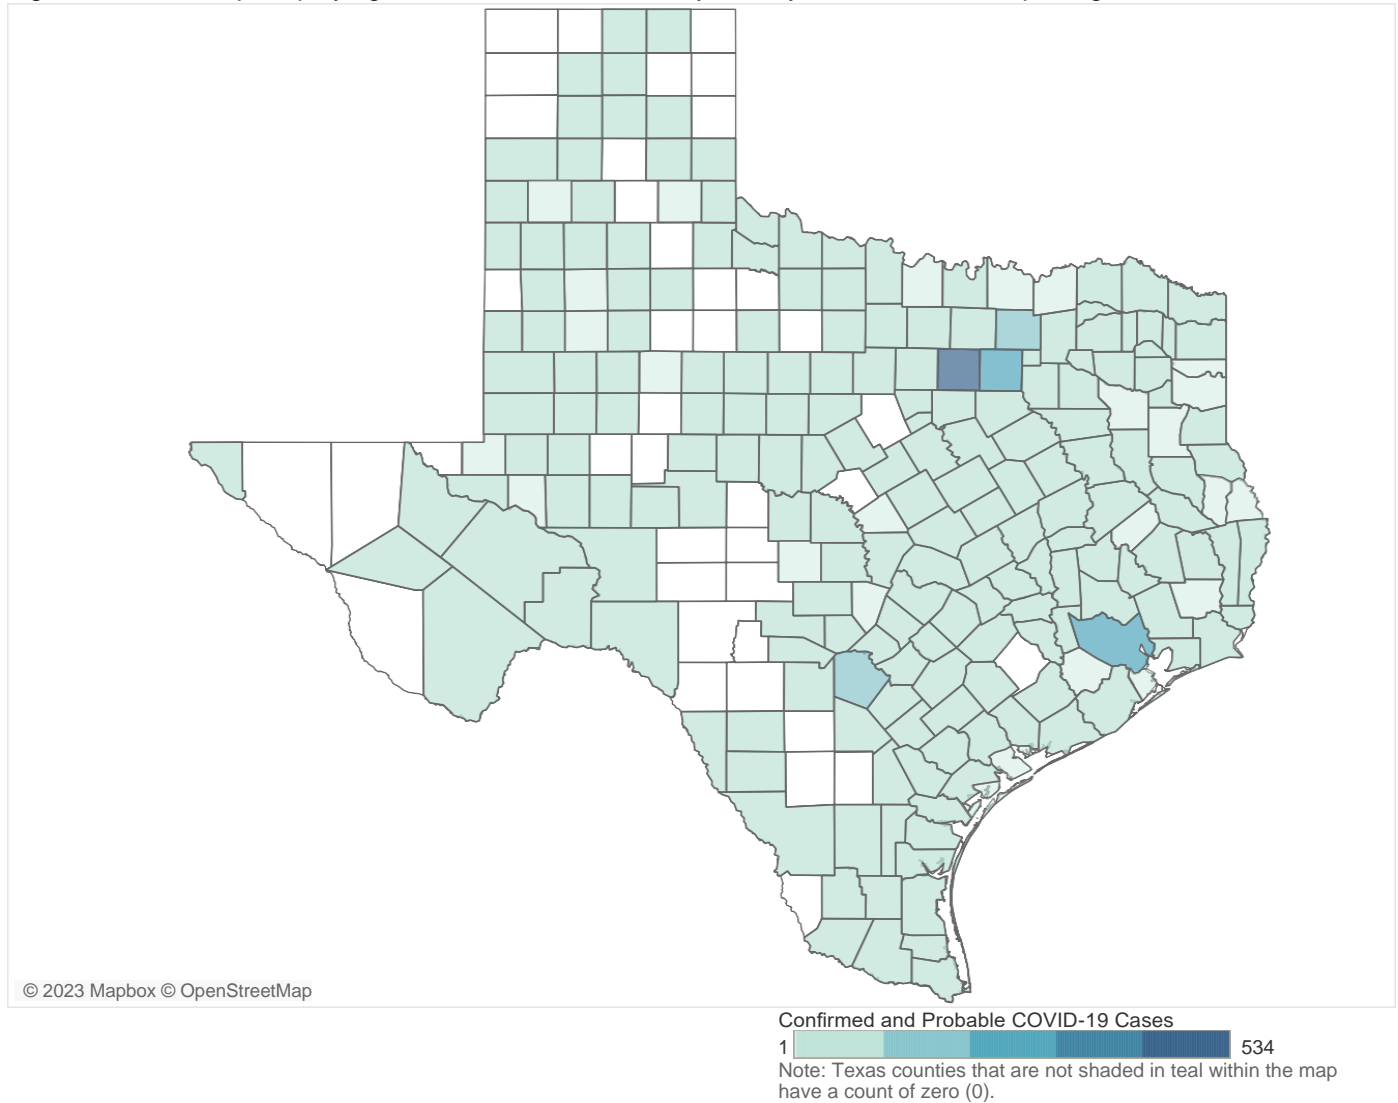 © 2023 Mapbox © OpenStreetMap
Confirmed and Probable COVID-19 Cases
1 534
Note: Texas counties that are not shaded in teal within the map
have a count of zero (0).